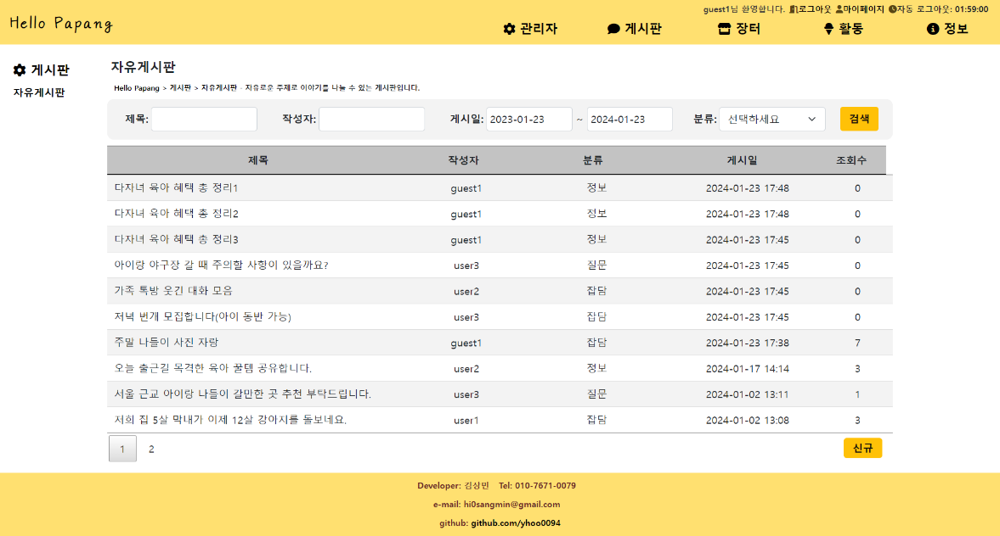 guest1님 환영합니다. 로그아웃 마이페이지 자동 로그아웃: 01:59:00
Hello Papang
관리자 게시판 장터 활동 정보
게시판
자유게시판
자유게시판
Hello Papang > 게시판 > 자유게시판 - 자유로운 주제로 이야기를 나눌 수 있는 게시판입니다.
제목: 작성자: 게시일: 2023-01-23 ~ 2024-01-23 분류: 선택하세요 검색
제목 작성자 분류 게시일 조회수
다자녀 육아 혜택 총 정리1 guest1 정보 2024-01-23 17:48 0
다자녀 육아 혜택 총 정리2 guest1 정보 2024-01-23 17:48 0
다자녀 육아 혜택 총 정리3 guest1 정보 2024-01-23 17:45 0
아이랑 야구장 갈 때 주의할 사항이 있을까요? user3 질문 2024-01-23 17:45 0
가족 톡방 웃긴 대화 모음 user2 잡담 2024-01-23 17:45 0
저녁 번개 모집합니다(아이 동반 가능) user3 잡담 2024-01-23 17:45 0
주말 나들이 사진 자랑 guest1 잡담 2024-01-23 17:38 7
오늘 출근길 목격한 육아 꿀템 공유합니다. user2 정보 2024-01-17 14:14 3
서울 근교 아이랑 나들이 갈만한 곳 추천 부탁드립니다. user3 질문 2024-01-02 13:11 1
저희 집 5살 막내가 이제 12살 강아지를 돌보네요. user1 잡담 2024-01-02 13:08 3
1 2 신규
Developer: 김상민 Tel: 010-7671-0079
e-mail: hi0sangmin@gmail.com
github: github.com/yhoo0094